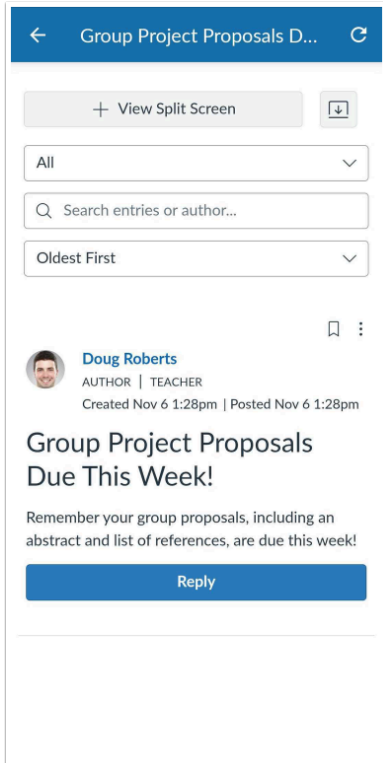 Group Project Proposals D...
View Split Screen
All
Search entries or author...
Oldest First
Doug Roberts
AUTHOR | TEACHER
Created Nov 6 1:28pm | Posted Nov 6 1:28pm
Group Project Proposals
Due This Week!
Remember your group proposals, including an
abstract and list of references, are due this week!
Reply